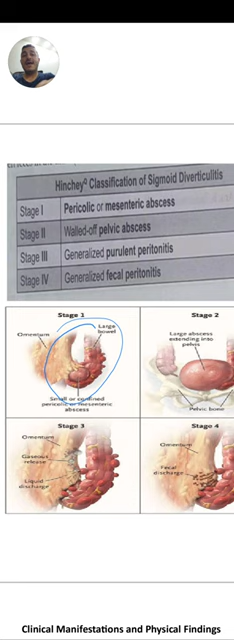 Hinchey Classification of Sigmoid Diverticulitis
Stage I Pericolic or mesenteric abscess
Stage II Walled-off pelvic abscess
Stage III Generalized purulent peritonitis
Stage IV Generalized fecal peritonitis
Stage 1
Omentum
Large
bowel
Small or confined
pericolic or mesenteric
abscess
Stage 2
Large abscess
extending into
pelvis
Pelvic bone
Stage 3
Omentum
Gaseous
release
Liquid
discharge
Stage 4
Omentum
Fecal
discharge
Clinical Manifestations and Physical Findings